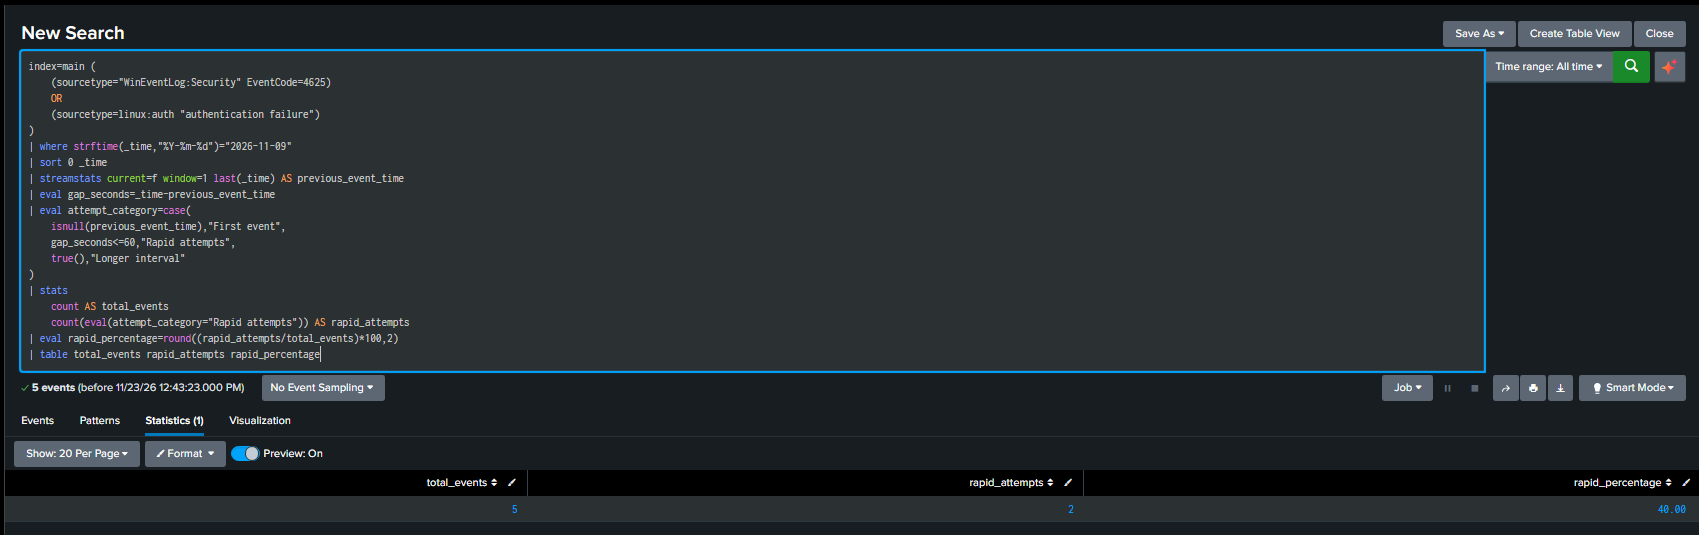 New Search
Save As
Create Table View
Close
index=main (
(sourcetype="WinEventLog:Security" EventCode=4625)
OR
(sourcetype=linux:auth "authentication failure")
)
| where strftime(_time,"%Y-%m-%d")="2026-11-09"
| sort 0 _time
| streamstats current=f window=1 last(_time) AS previous_event_time
| eval gap_seconds=_time-previous_event_time
| eval attempt_category=case(
isnull(previous_event_time),"First event",
gap_seconds<=60,"Rapid attempts",
true(),"Longer interval"
)
| stats
count AS total_events
count(eval(attempt_category="Rapid attempts")) AS rapid_attempts
| eval rapid_percentage=round((rapid_attempts/total_events)*100,2)
| table total_events rapid_attempts rapid_percentage
Time range: All time
5 events (before 11/23/26 12:43:23.000 PM)
No Event Sampling
Job
Smart Mode
Events
Patterns
Statistics (1)
Visualization
Show: 20 Per Page
Format
Preview: On
total_events
rapid_attempts
rapid_percentage
5
2
40.00